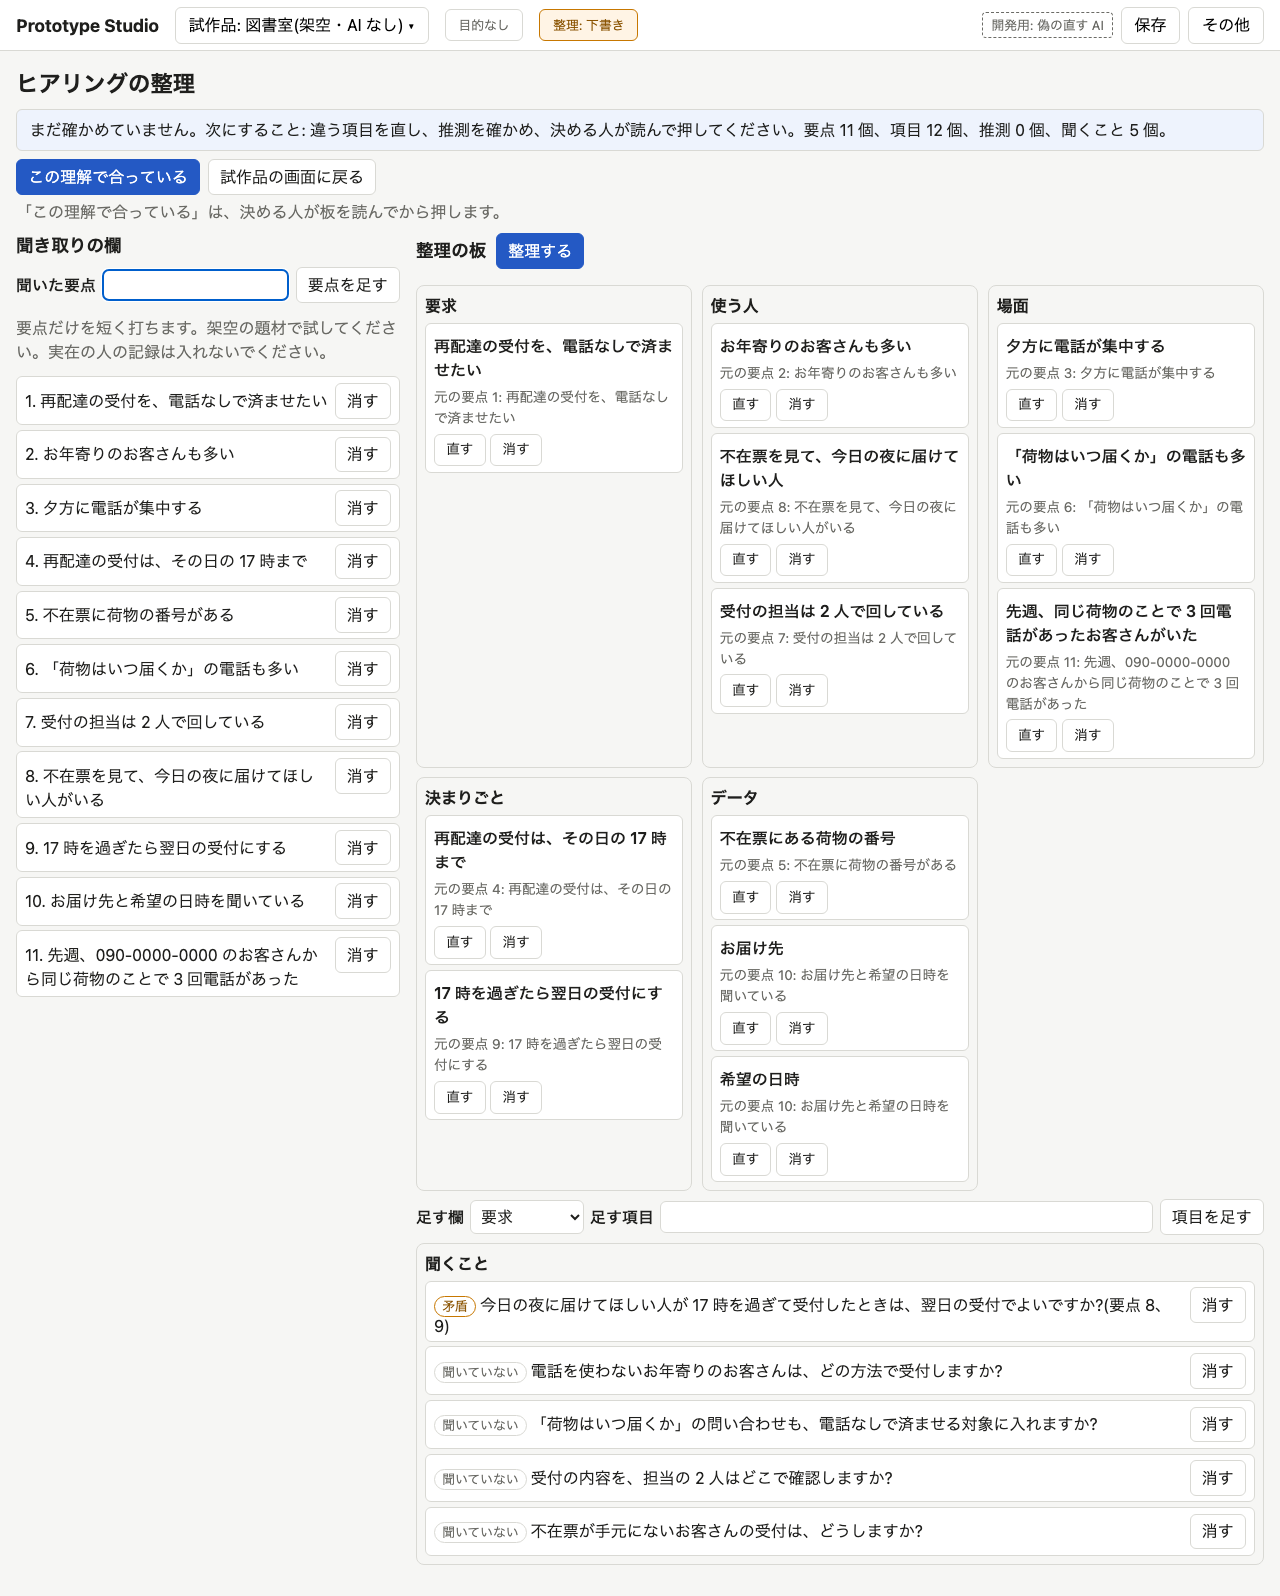 Prototype Studio
試作品: 図書室(架空・AI なし) ▾
目的なし
整理: 下書き
開発用: 偽の直す AI
保存
その他
ヒアリングの整理
まだ確かめていません。次にすること: 違う項目を直し、推測を確かめ、決める人が読んで押してください。要点 11 個、項目 12 個、推測 0 個、聞くこと 5 個。
この理解で合っている
試作品の画面に戻る
「この理解で合っている」は、決める人が板を読んでから押します。
聞き取りの欄
聞いた要点
要点を足す
要点だけを短く打ちます。架空の題材で試してくださ
い。実在の人の記録は入れないでください。
1. 再配達の受付を、電話なしで済ませたい
消す
2. お年寄りのお客さんも多い
消す
3. 夕方に電話が集中する
消す
4. 再配達の受付は、その日の 17 時まで
消す
5. 不在票に荷物の番号がある
消す
6. 「荷物はいつ届くか」の電話も多い
消す
7. 受付の担当は 2 人で回している
消す
8. 不在票を見て、今日の夜に届けてほし
い人がいる
消す
9. 17 時を過ぎたら翌日の受付にする
消す
10. お届け先と希望の日時を聞いている
消す
11. 先週、090-0000-0000 のお客さんか
ら同じ荷物のことで 3 回電話があった
消す
整理の板
整理する
要求
再配達の受付を、電話なしで済ま
せたい
元の要点 1: 再配達の受付を、電話なし
で済ませたい
直す
消す
使う人
お年寄りのお客さんも多い
元の要点 2: お年寄りのお客さんも多い
直す
消す
不在票を見て、今日の夜に届けて
ほしい人
元の要点 8: 不在票を見て、今日の夜に
届けてほしい人がいる
直す
消す
受付の担当は 2 人で回している
元の要点 7: 受付の担当は 2 人で回して
いる
直す
消す
場面
夕方に電話が集中する
元の要点 3: 夕方に電話が集中する
直す
消す
「荷物はいつ届くか」の電話も多
い
元の要点 6: 「荷物はいつ届くか」の電
話も多い
直す
消す
先週、同じ荷物のことで 3 回電
話があったお客さんがいた
元の要点 11: 先週、090-0000-0000
のお客さんから同じ荷物のことで 3 回
電話があった
直す
消す
決まりごと
再配達の受付は、その日の 17 時
まで
元の要点 4: 再配達の受付は、その日の
17 時まで
直す
消す
17 時を過ぎたら翌日の受付にす
る
元の要点 9: 17 時を過ぎたら翌日の受
付にする
直す
消す
データ
不在票にある荷物の番号
元の要点 5: 不在票に荷物の番号がある
直す
消す
お届け先
元の要点 10: お届け先と希望の日時を
聞いている
直す
消す
希望の日時
元の要点 10: お届け先と希望の日時を
聞いている
直す
消す
足す欄
要求
足す項目
項目を足す
聞くこと
矛盾 今日の夜に届けてほしい人が 17 時を過ぎて受付したときは、翌日の受付でよいですか?(要点 8、
9)
消す
聞いていない 電話を使わないお年寄りのお客さんは、どの方法で受付しますか?
消す
聞いていない 「荷物はいつ届くか」の問い合わせも、電話なしで済ませる対象に入れますか?
消す
聞いていない 受付の内容を、担当の 2 人はどこで確認しますか?
消す
聞いていない 不在票が手元にないお客さんの受付は、どうしますか?
消す